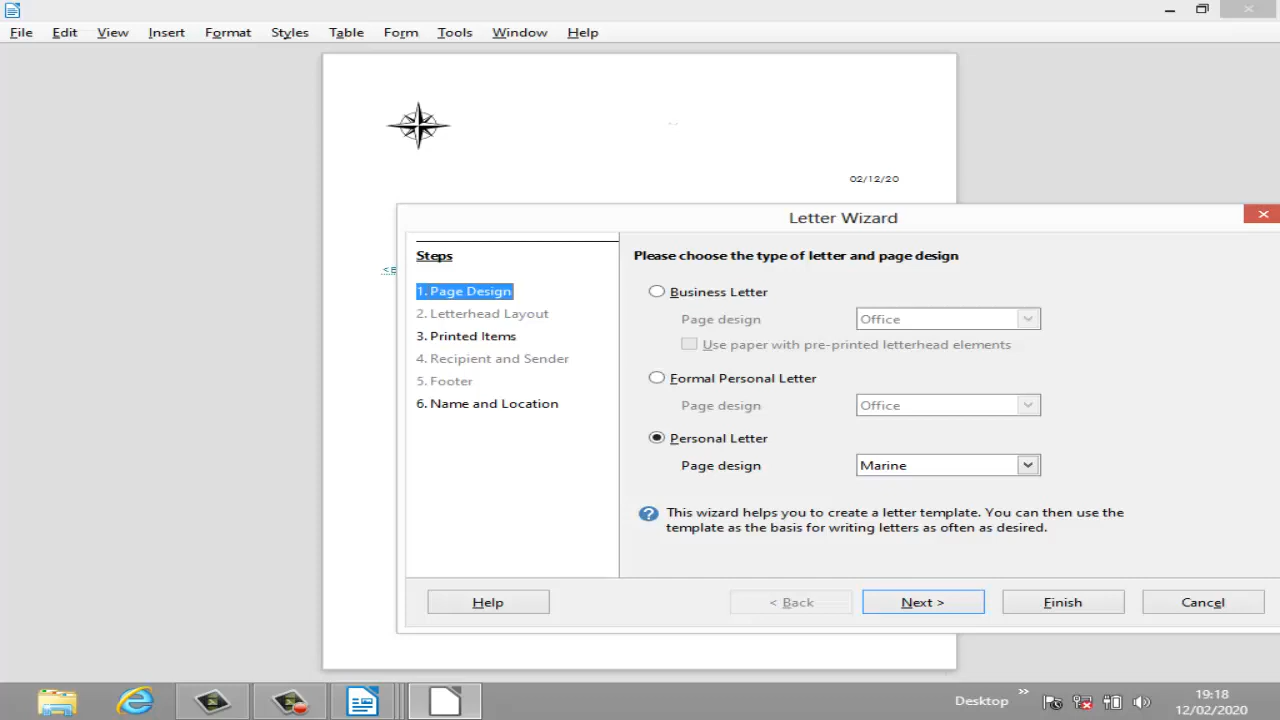 File Edit View Insert Format Styles Table Form Tools Window Help
02/12/20
Letter Wizard
Steps
1. Page Design
2. Letterhead Layout
3. Printed Items
4. Recipient and Sender
5. Footer
6. Name and Location
Please choose the type of letter and page design
Business Letter
Page design Office
Use paper with pre-printed letterhead elements
Formal Personal Letter
Page design Office
Personal Letter
Page design Marine
This wizard helps you to create a letter template. You can then use the
template as the basis for writing letters as often as desired.
Help < Back Next > Finish Cancel
Desktop
19:18
12/02/2020